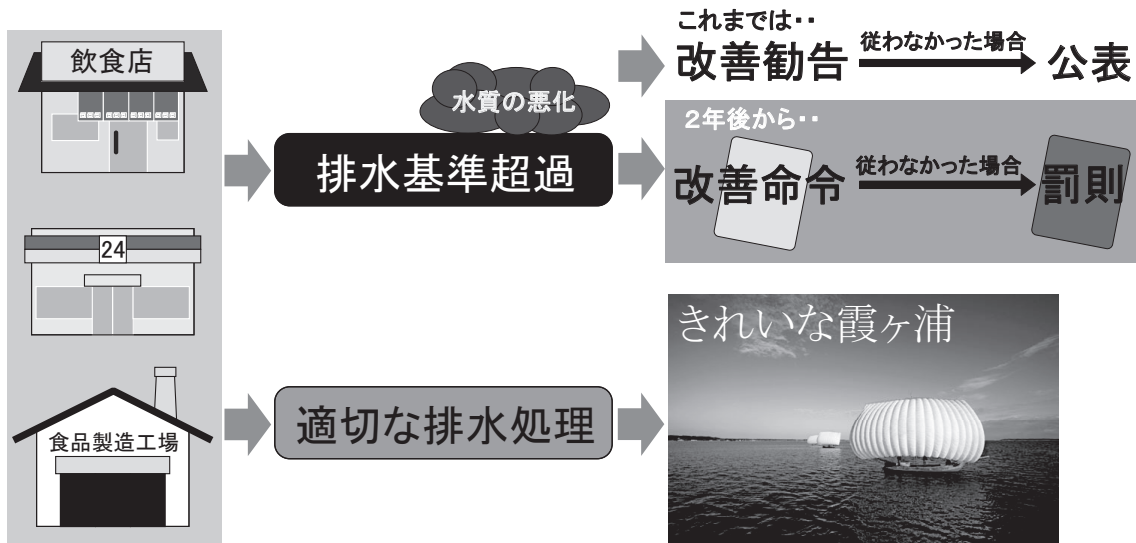 飲食店
24
食品製造工場
水質の悪化
排水基準超過
これまでは・・
改善勧告 従わなかった場合 公表
2年後から・・
改善命令 従わなかった場合 罰則
適切な排水処理
きれいな霞ヶ浦